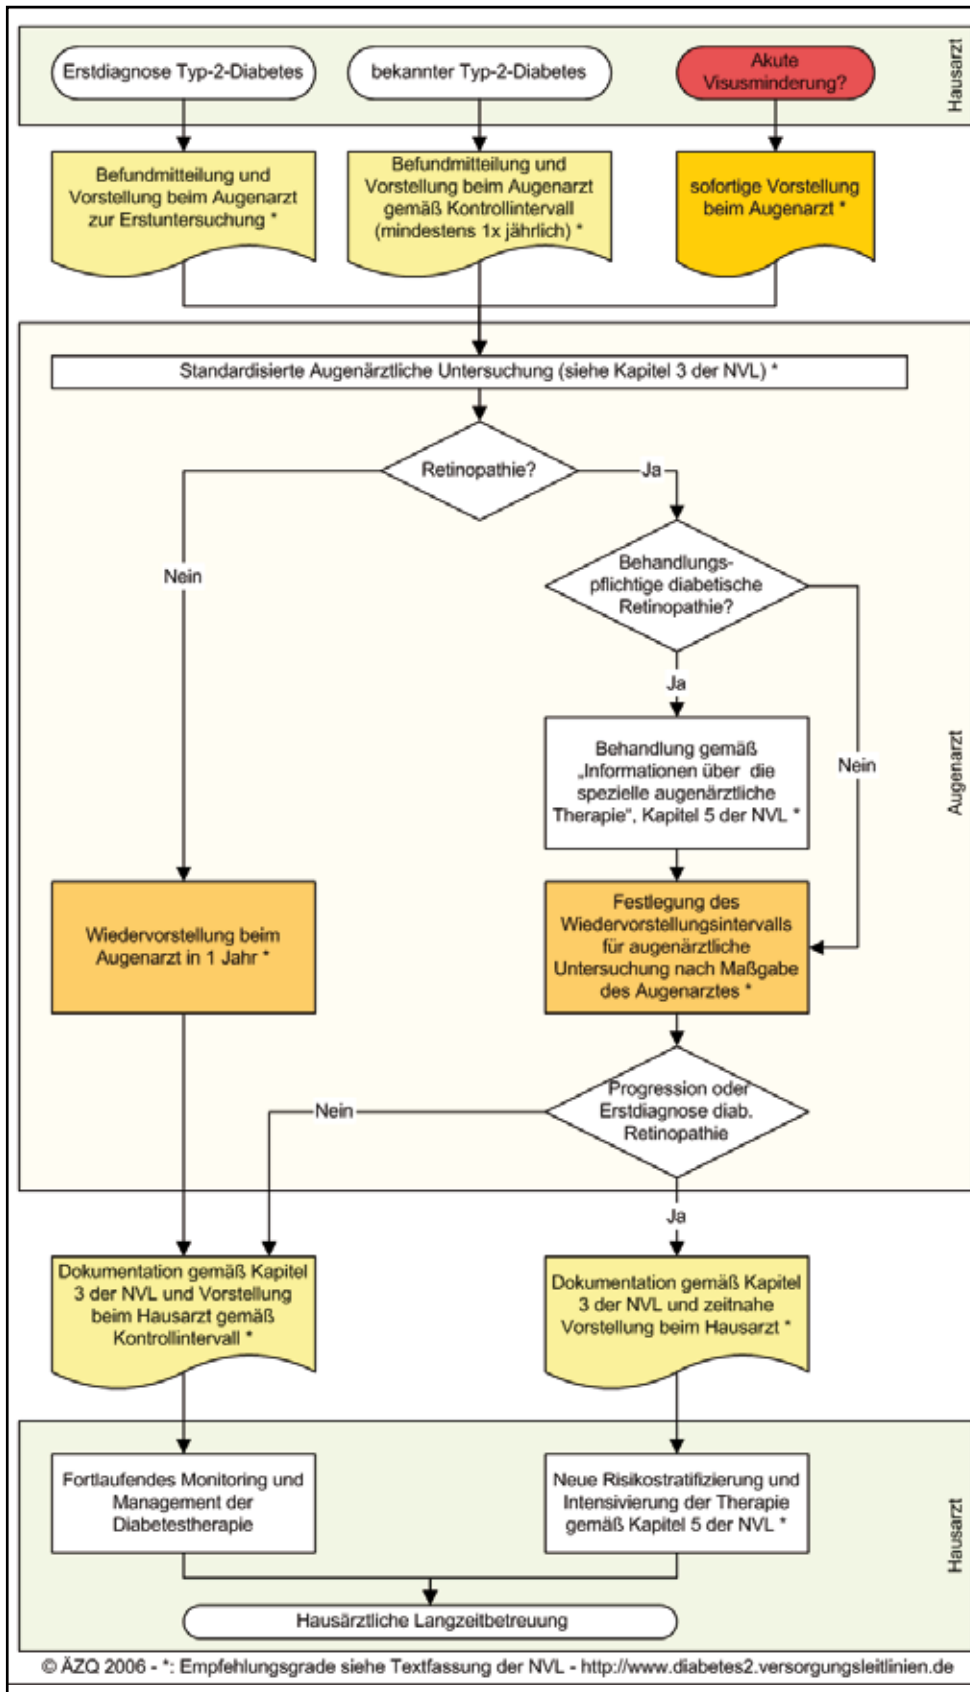 Erstdiagnose Typ-2-Diabetes
bekannter Typ-2-Diabetes
Akute
Visusminderung?
Hausarzt
Befundmitteilung und
Vorstellung beim Augenarzt
zur Erstuntersuchung *
Befundmitteilung und
Vorstellung beim Augenarzt
gemäß Kontrollintervall
(mindestens 1x jährlich) *
sofortige Vorstellung
beim Augenarzt *
Standardisierte Augenärztliche Untersuchung (siehe Kapitel 3 der NVL) *
Retinopathie?
Ja
Nein
Behandlungs-
pflichtige diabetische
Retinopathie?
Ja
Nein
Behandlung gemäß
„Informationen über die
spezielle augenärztliche
Therapie“, Kapitel 5 der NVL *
Augenarzt
Wiedervorstellung beim
Augenarzt in 1 Jahr *
Festlegung des
Wiedervorstellungsintervalls
für augenärztliche
Untersuchung nach Maßgabe
des Augenarztes *
Progression oder
Erstdiagnose diab.
Retinopathie
Nein
Ja
Dokumentation gemäß Kapitel
3 der NVL und Vorstellung
beim Hausarzt gemäß
Kontrollintervall *
Dokumentation gemäß Kapitel
3 der NVL und zeitnahe
Vorstellung beim Hausarzt *
Fortlaufendes Monitoring und
Management der
Diabetestherapie
Neue Risikostratifizierung und
Intensivierung der Therapie
gemäß Kapitel 5 der NVL *
Hausarzt
Hausärztliche Langzeitbetreuung
© ÄZQ 2006 - *: Empfehlungsgrade siehe Textfassung der NVL - http://www.diabetes2.versorgungsleitlinien.de